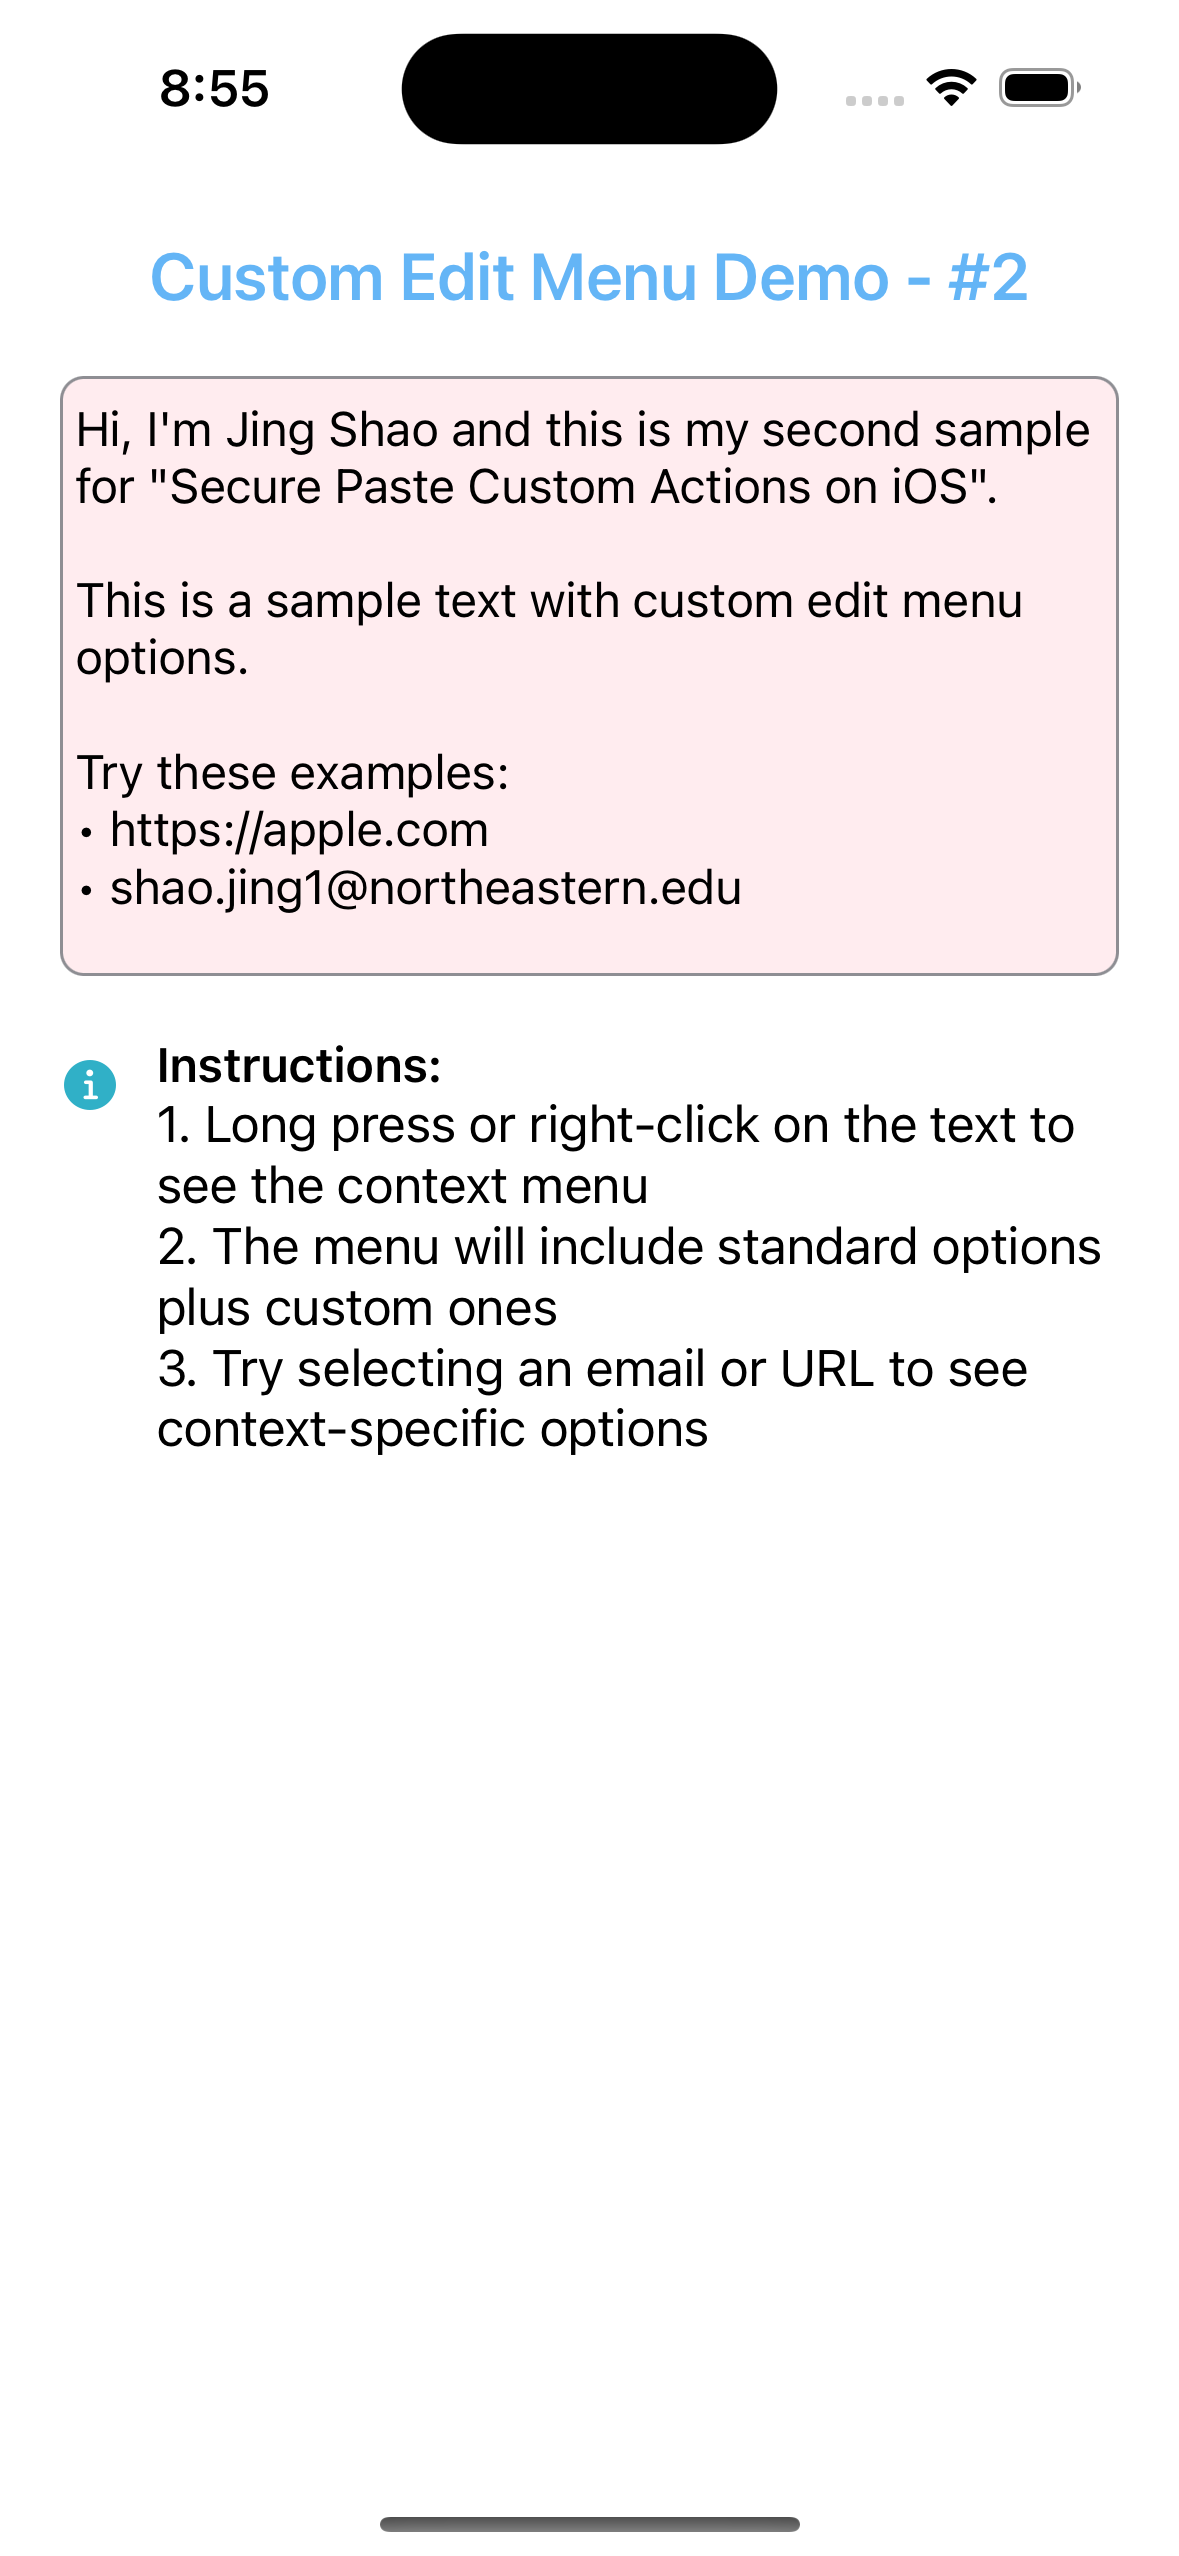 8:55
Custom Edit Menu Demo - #2
Hi, I'm Jing Shao and this is my second sample
for "Secure Paste Custom Actions on iOS".
This is a sample text with custom edit menu
options.
Try these examples:
• https://apple.com
• shao.jing1@northeastern.edu
Instructions:
1. Long press or right-click on the text to
see the context menu
2. The menu will include standard options
plus custom ones
3. Try selecting an email or URL to see
context-specific options